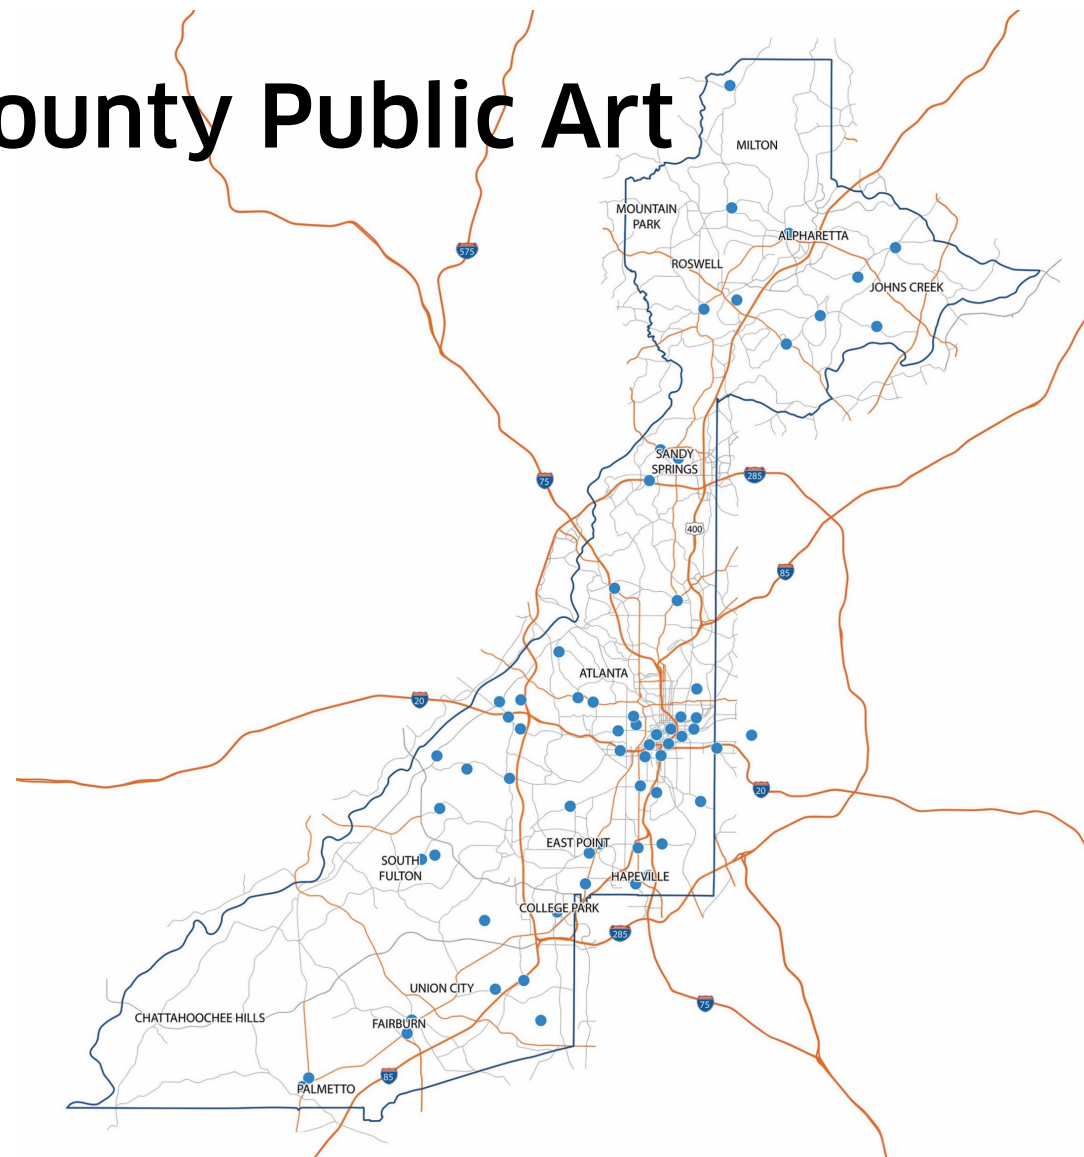 ounty Public Art
MILTON
MOUNTAIN
PARK
ALPHARETTA
575
ROSWELL
JOHNS CREEK
SANDY
SPRINGS
75
285
400
85
ATLANTA
20
20
EAST POINT
SOUTH
FULTON
HAPEVILLE
COLLEGE PARK
285
UNION CITY
75
CHATTAHOOCHEE HILLS
FAIRBURN
85
PALMETTO